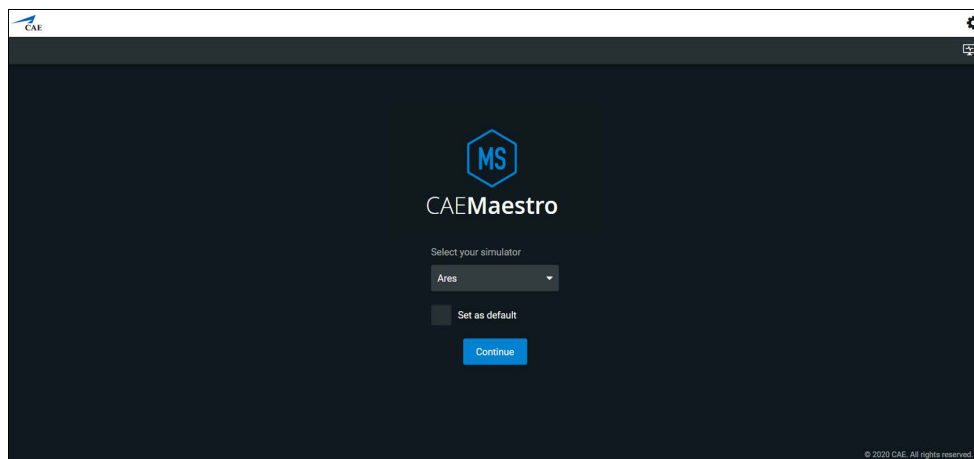 CAE
MS
CAEMaestro
Select your simulator
Ares
Set as default
Continue
© 2020 CAE. All rights reserved.